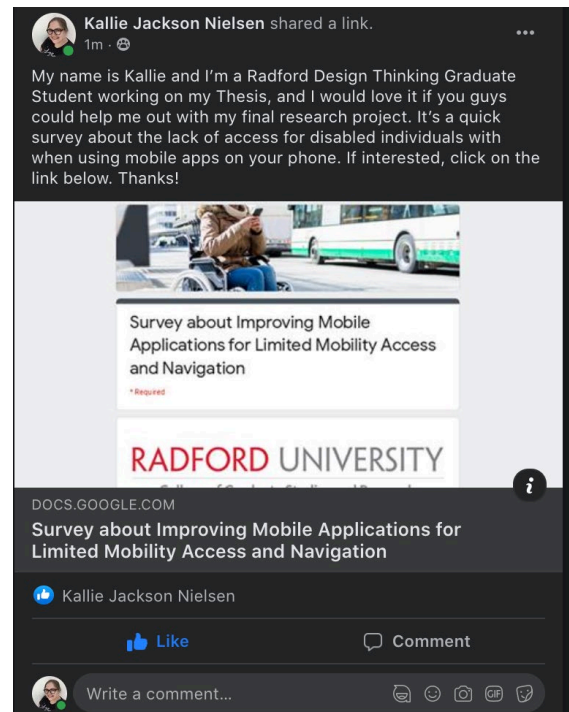 Kallie Jackson Nielsen shared a link.
1m ·
My name is Kallie and I'm a Radford Design Thinking Graduate
Student working on my Thesis, and I would love it if you guys
could help me out with my final research project. It's a quick
survey about the lack of access for disabled individuals with
when using mobile apps on your phone. If interested, click on the
link below. Thanks!
Survey about Improving Mobile
Applications for Limited Mobility Access
and Navigation
* Required
RADFORD UNIVERSITY
DOCS.GOOGLE.COM
Survey about Improving Mobile Applications for
Limited Mobility Access and Navigation
Kallie Jackson Nielsen
Like
Comment
Write a comment...
GIF